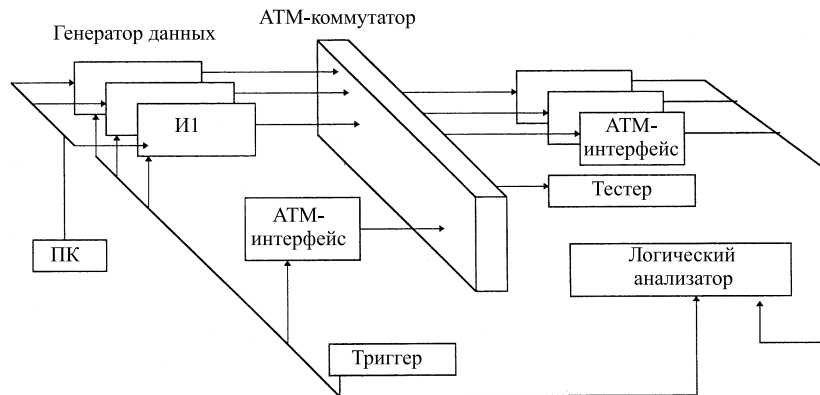 Генератор данных
АТМ-коммутатор
И1
АТМ-
интерфейс
Тестер
АТМ-
интерфейс
ПК
Логический
анализатор
Триггер